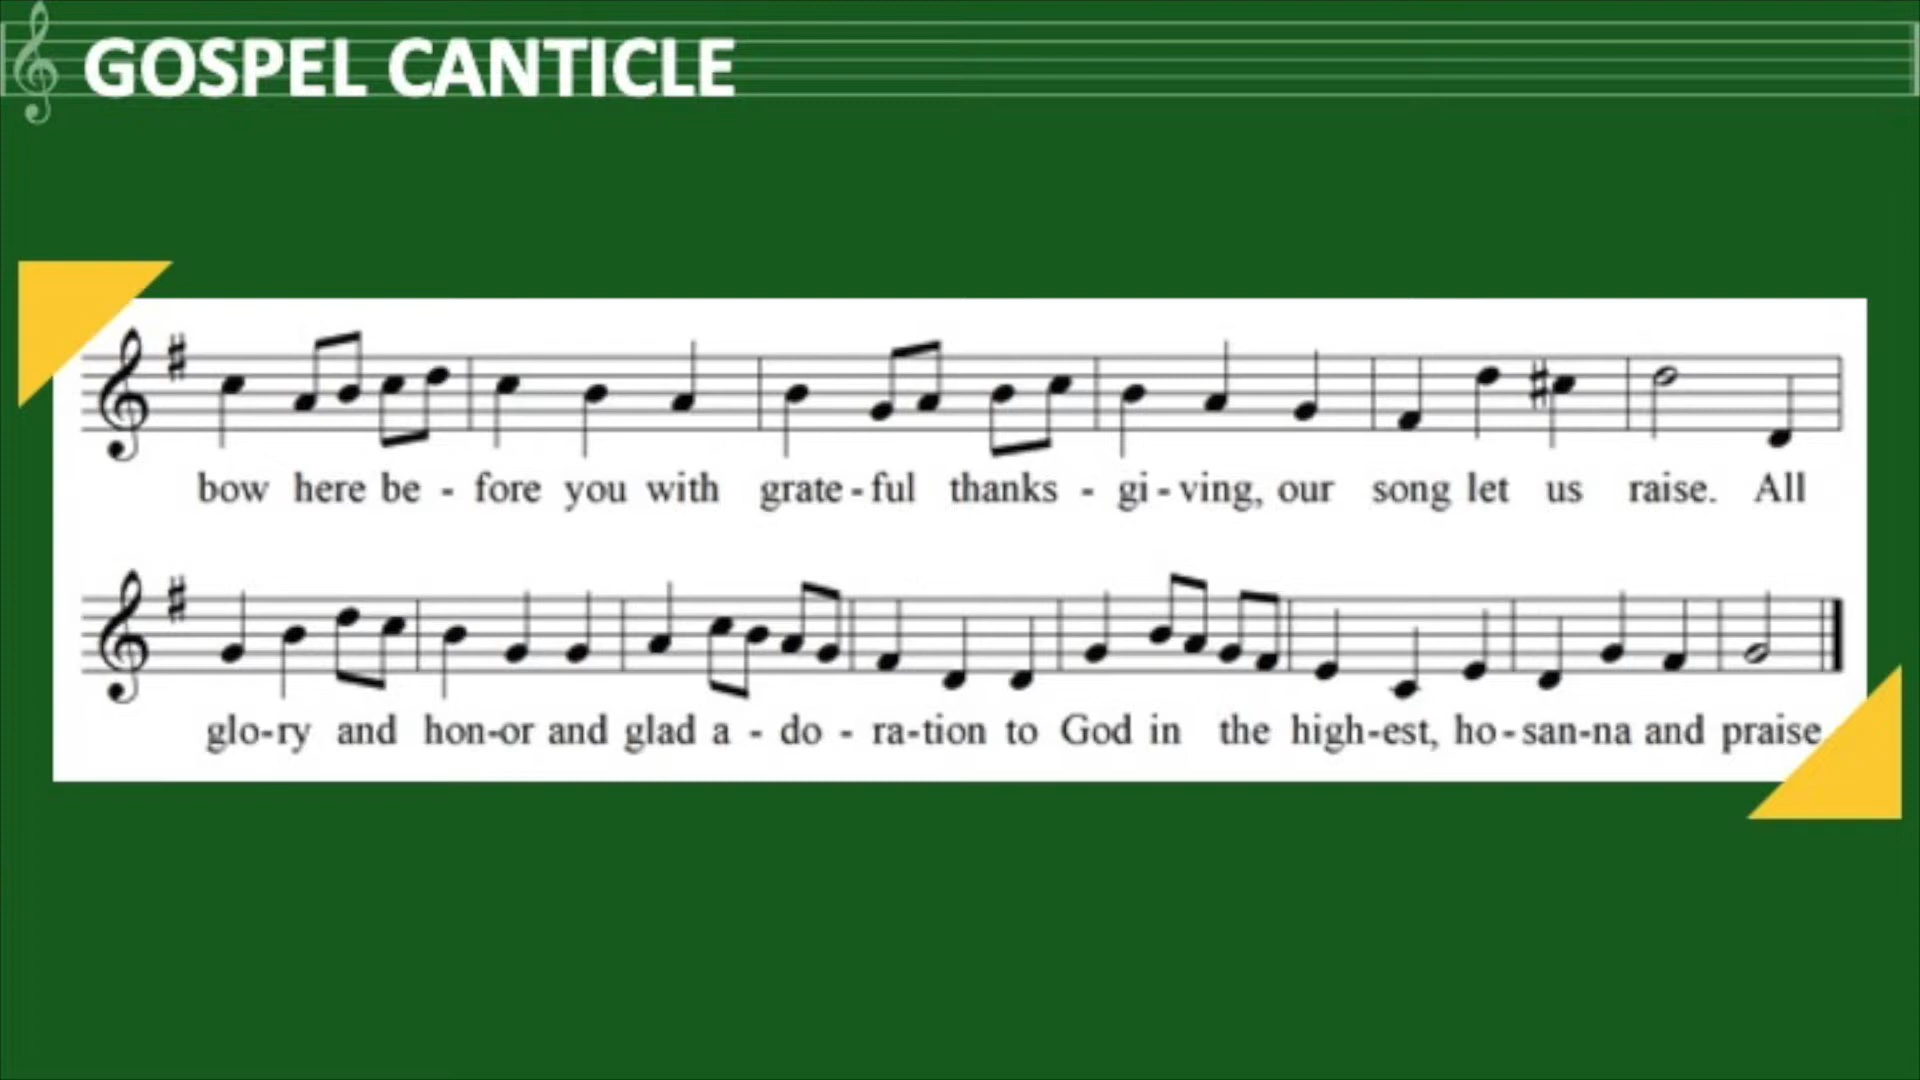 GOSPEL CANTICLE
bow here be - fore you with grate - ful thanks - gi - ving, our song let us raise. All
glo-ry and hon-or and glad a - do - ra-tion to God in the high-est, ho-san-na and praise